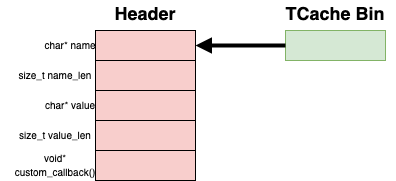 Header
TCache Bin
char* name
size_t name_len
char* value
size_t value_len
void*
custom_callback()